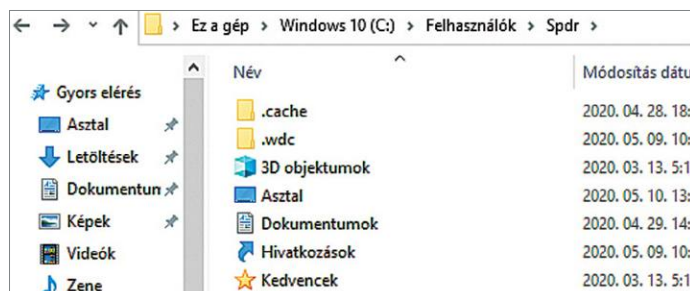 Ez a gép > Windows 10 (C:) > Felhasználók > Spdr >
Gyors elérés
Asztal
Letöltések
Dokumentum
Képek
Videók
Zene
Név Módosítás dátu
.cache 2020. 04. 28. 18:
.wdc 2020. 05. 09. 10:
3D objektumok 2020. 03. 13. 5:1
Asztal 2020. 05. 10. 13:
Dokumentumok 2020. 04. 29. 14:
Hivatkozások 2020. 05. 09. 10:
Kedvencek 2020. 03. 13. 5:1